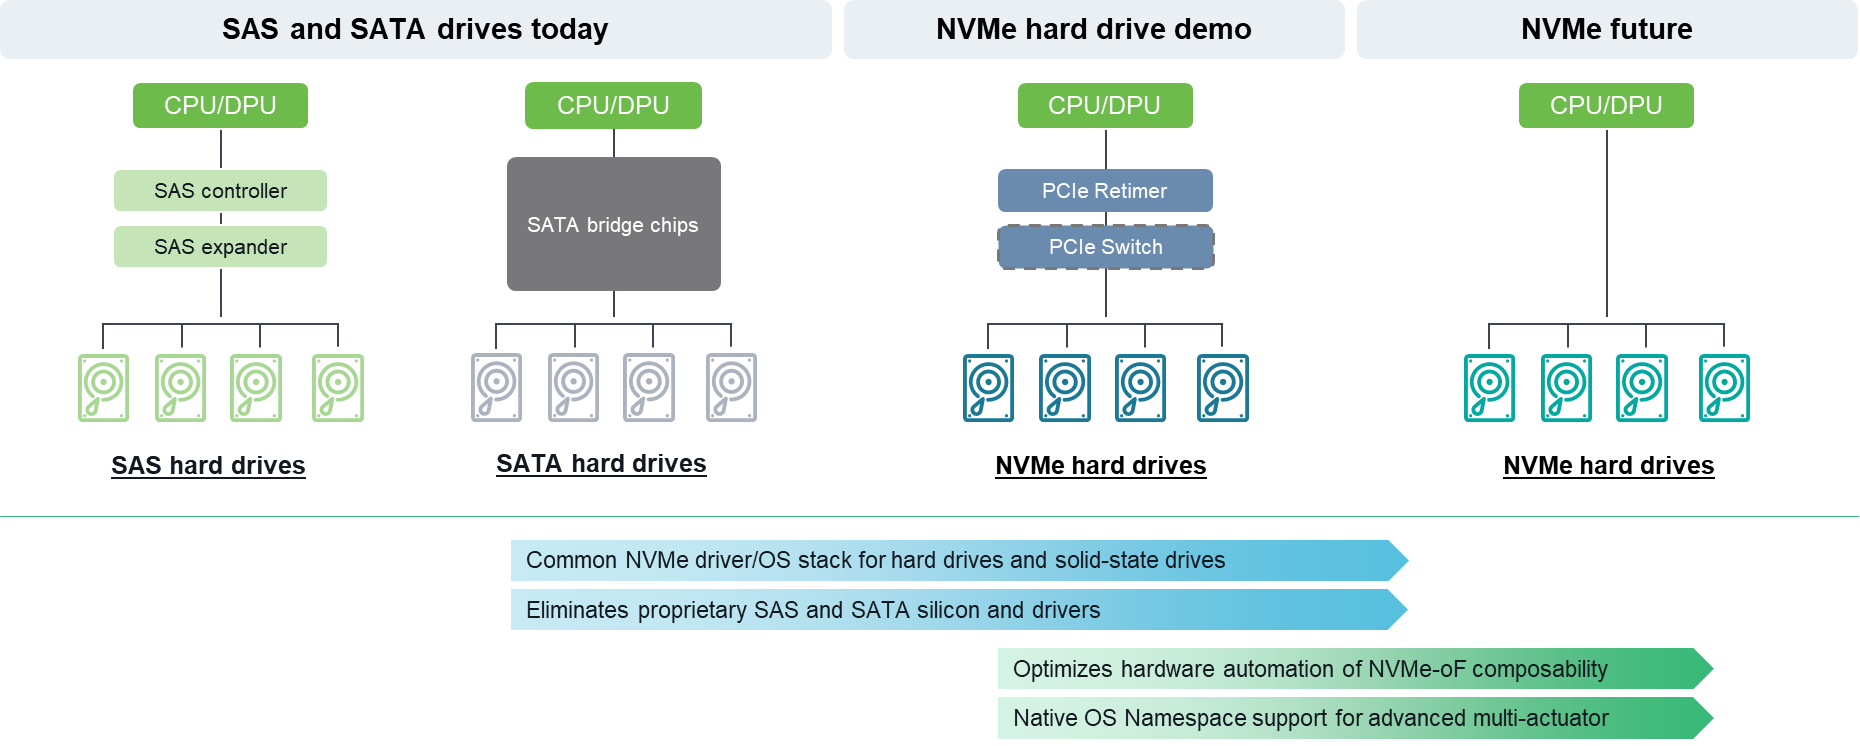 SAS and SATA drives today
NVMe hard drive demo
NVMe future
CPU/DPU
SAS controller
SAS expander
SAS hard drives
CPU/DPU
SATA bridge chips
SATA hard drives
CPU/DPU
PCIe Retimer
PCIe Switch
NVMe hard drives
CPU/DPU
NVMe hard drives
Common NVMe driver/OS stack for hard drives and solid-state drives
Eliminates proprietary SAS and SATA silicon and drivers
Optimizes hardware automation of NVMe-oF composability
Native OS Namespace support for advanced multi-actuator